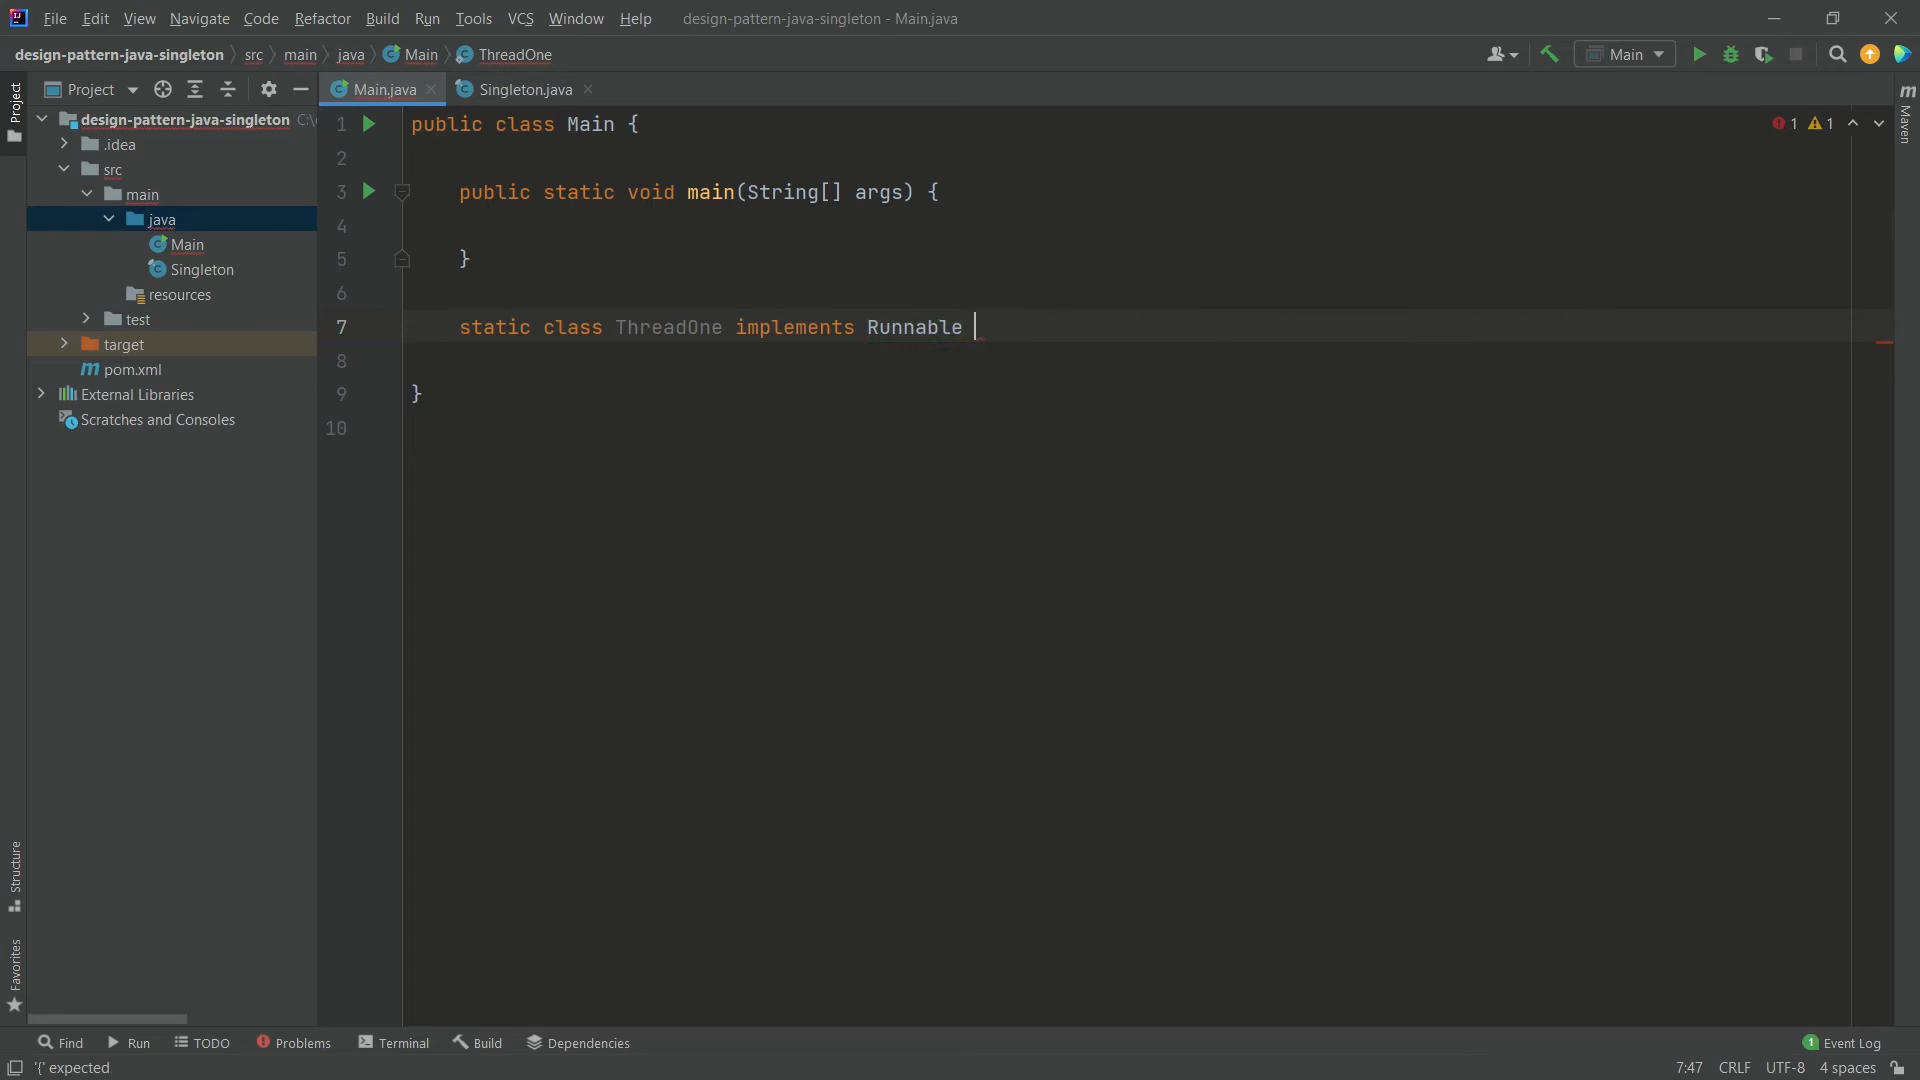 File Edit View Navigate Code Refactor Build Run Tools VCS Window Help design-pattern-java-singleton - Main.java
design-pattern-java-singleton src main java Main ThreadOne Main
Project Main.java Singleton.java
design-pattern-java-singleton C:\
.idea
src
main
java
Main
Singleton
resources
test
target
pom.xml
External Libraries
Scratches and Consoles
1 public class Main {
2
3 public static void main(String[] args) {
4
5 }
6
7 static class ThreadOne implements Runnable
8
9 }
10
1 1
Project
Structure
Favorites
m Maven
Find Run TODO Problems Terminal Build Dependencies 1 Event Log
'{' expected 7:47 CRLF UTF-8 4 spaces